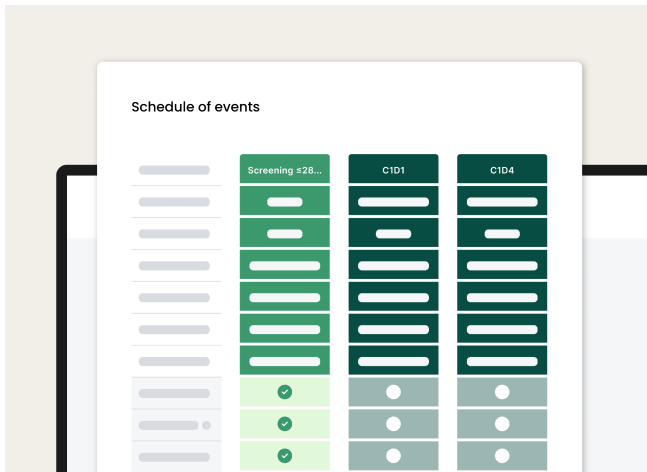 Schedule of events
Screening ≤28... C1D1 C1D4